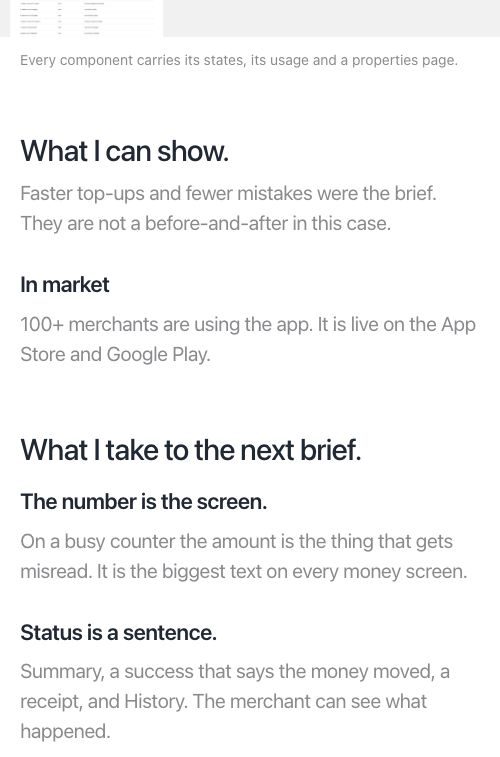 Every component carries its states, its usage and a properties page.
What I can show.
Faster top-ups and fewer mistakes were the brief.
They are not a before-and-after in this case.
In market
100+ merchants are using the app. It is live on the App
Store and Google Play.
What I take to the next brief.
The number is the screen.
On a busy counter the amount is the thing that gets
misread. It is the biggest text on every money screen.
Status is a sentence.
Summary, a success that says the money moved, a
receipt, and History. The merchant can see what
happened.